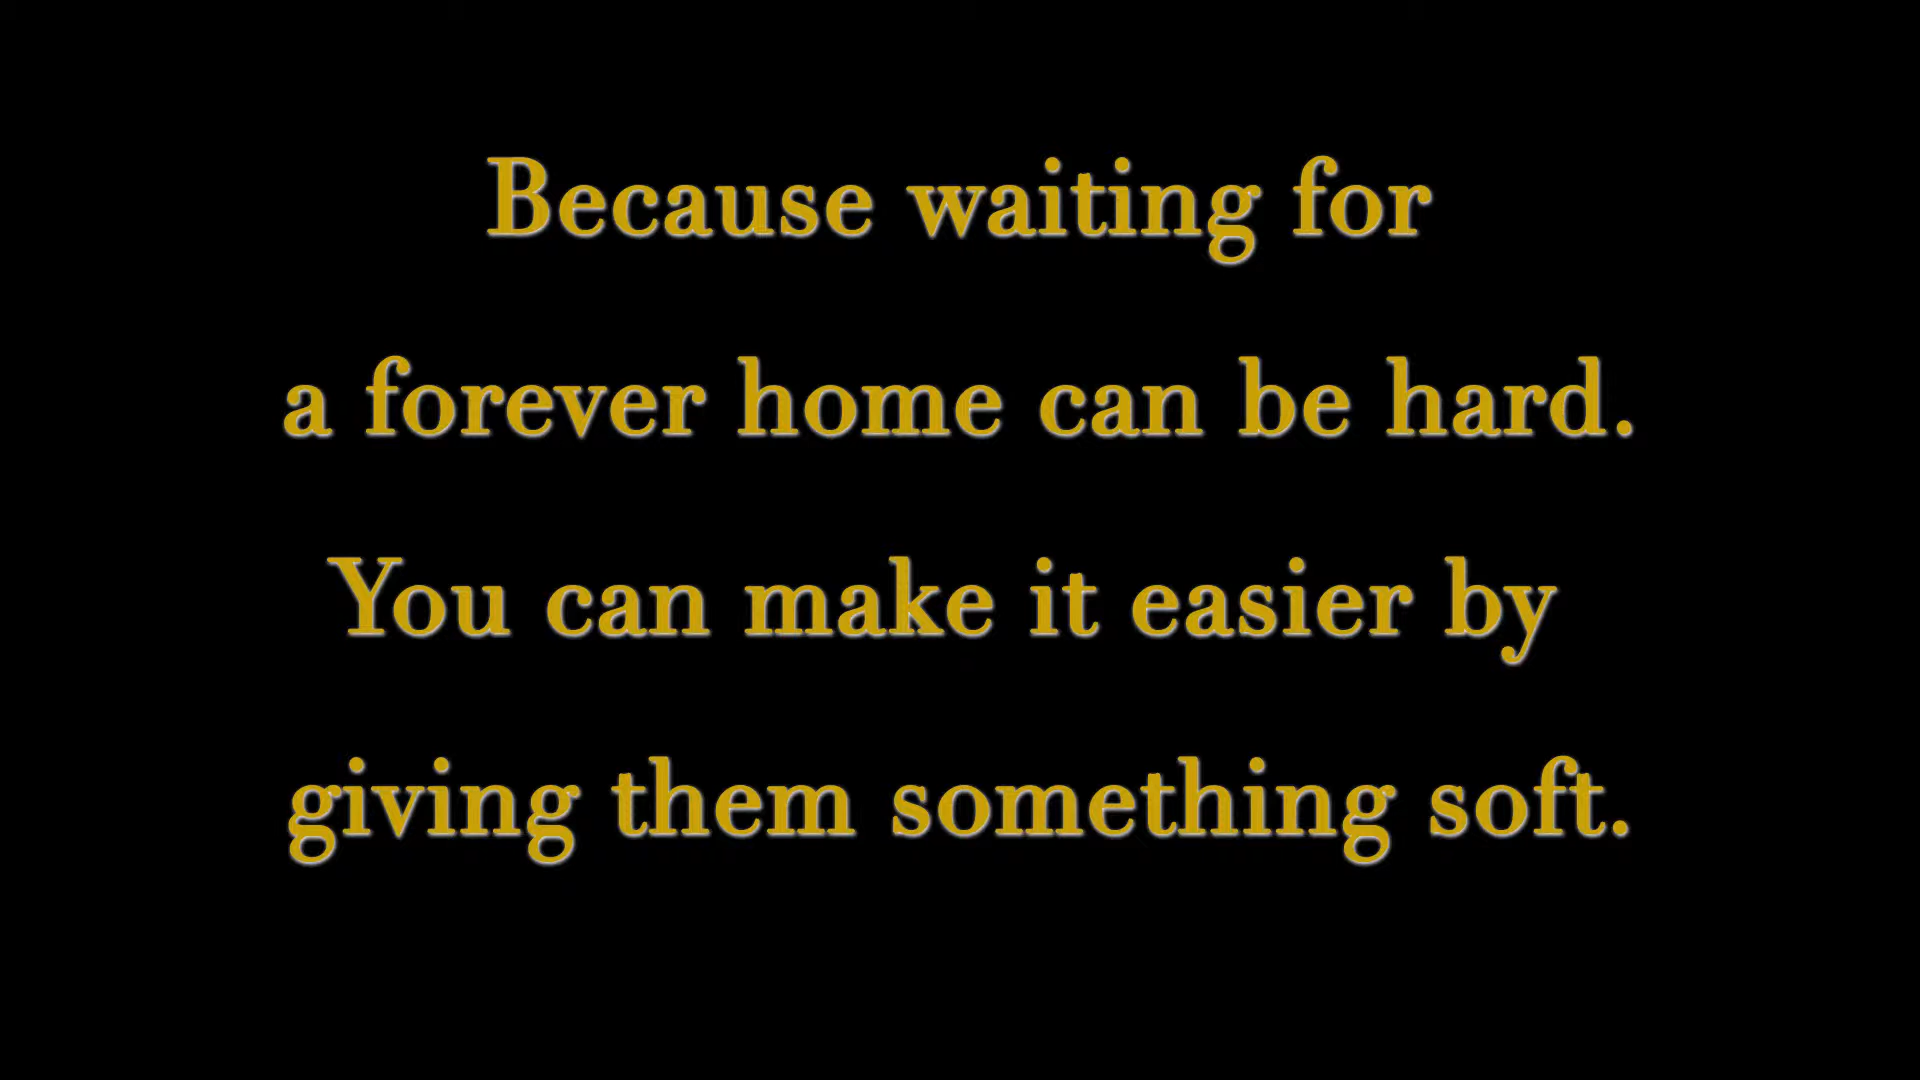 Because waiting for
a forever home can be hard.
You can make it easier by
giving them something soft.